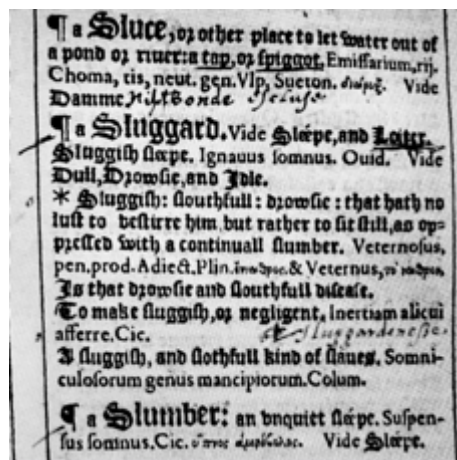 ¶ a Sluce, or other place to let water out of
a pond or riuer: a tap, or spiggot, Emissarium, rij.
Choma, tis, neut. gen. Vlp, Sueton. Vide
Damme.
¶ a Sluggard. Vide Sleepe, and Loiter.
Sluggish sleepe. Ignauus somnus. Ouid. Vide
Dull, Drowsie, and Idle.
* Sluggish: slouthfull: drowsie: that hath no
lust to bestirre him, but rather to sit still, as op-
pressed with a continuall slumber. Veternosus,
pen. prod. Adiect. Plin. & Veternus,
Is that drowsie and slouthfull disease.
To make sluggish, or negligent, Inertiam alicui
afferre. Cic. Sluggardnesse.
A sluggish, and slothfull kind of slaues, Somni-
culosorum genus mancipiorum. Colum.
¶ a Slumber: an vnquiet sleepe. Suspen-
sus somnus. Cic. Vide Sleepe.